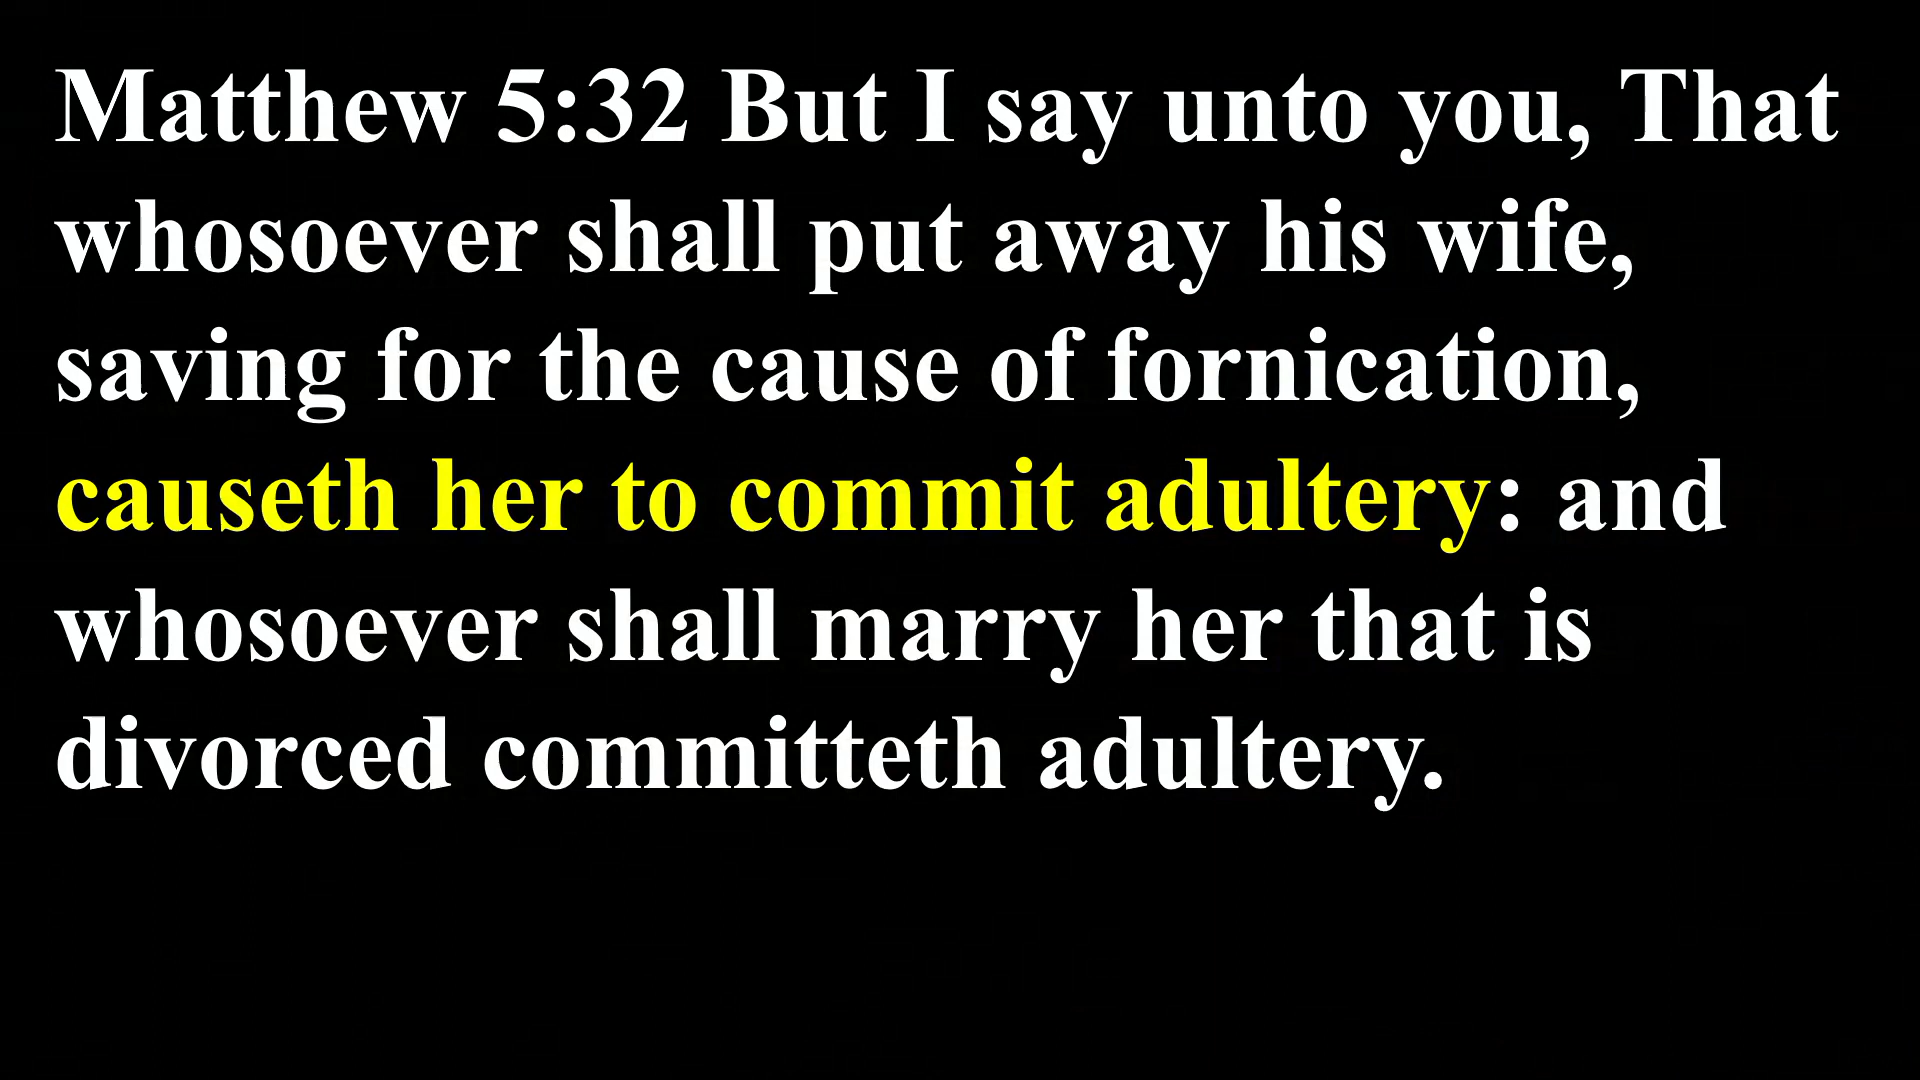 Matthew 5:32 But I say unto you, That
whosoever shall put away his wife,
saving for the cause of fornication,
causeth her to commit adultery: and
whosoever shall marry her that is
divorced committeth adultery.